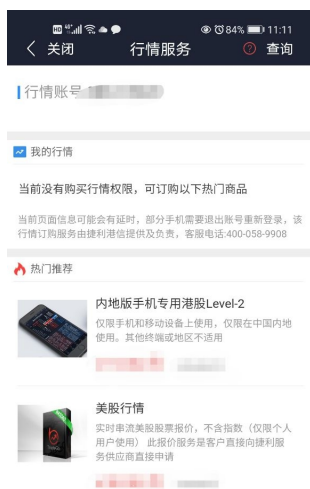 HD 46 84% 11:11
关闭 行情服务 ? 查询
行情账号
我的行情
当前没有购买行情权限，可订购以下热门商品
当前页面信息可能会有延时，部分手机需要退出账号重新登录，该
行情订购服务由捷利港信提供及负责，客服电话:400-058-9908
热门推荐
内地版手机专用港股Level-2
仅限手机和移动设备上使用，仅限在中国内地
使用。其他终端或地区不适用
美股行情
实时串流美股股票报价，不含指数（仅限个人
用户使用） 此报价服务是客户直接向捷利服
务供应商直接申请